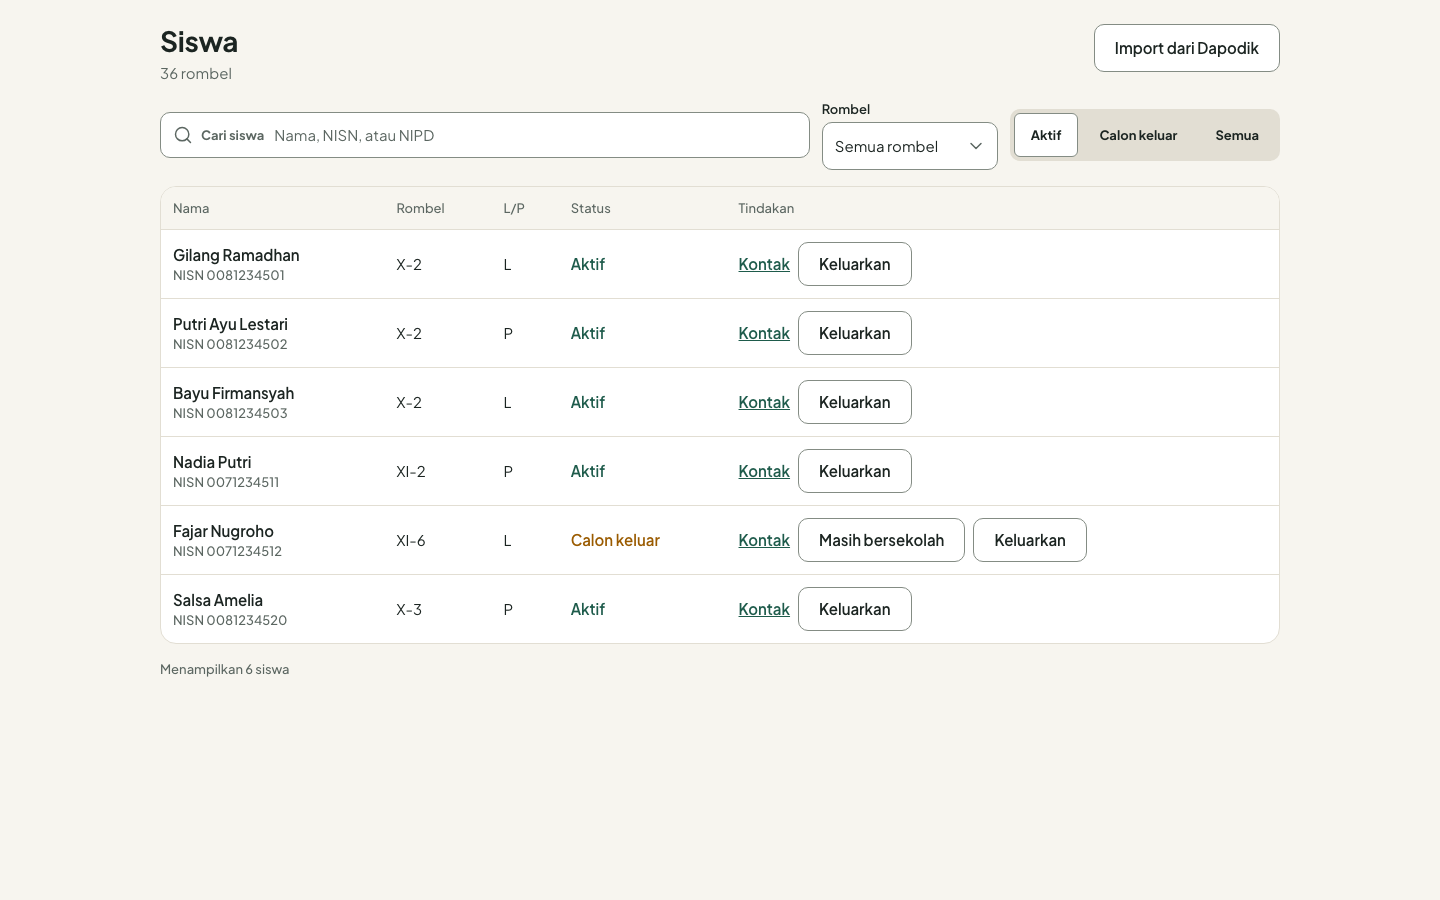 Siswa
36 rombel
Import dari Dapodik
Cari siswa Nama, NISN, atau NIPD
Rombel
Semua rombel
Aktif Calon keluar Semua
Nama Rombel L/P Status Tindakan
Gilang Ramadhan
NISN 0081234501
X-2 L Aktif Kontak Keluarkan
Putri Ayu Lestari
NISN 0081234502
X-2 P Aktif Kontak Keluarkan
Bayu Firmansyah
NISN 0081234503
X-2 L Aktif Kontak Keluarkan
Nadia Putri
NISN 0071234511
XI-2 P Aktif Kontak Keluarkan
Fajar Nugroho
NISN 0071234512
XI-6 L Calon keluar Kontak Masih bersekolah Keluarkan
Salsa Amelia
NISN 0081234520
X-3 P Aktif Kontak Keluarkan
Menampilkan 6 siswa